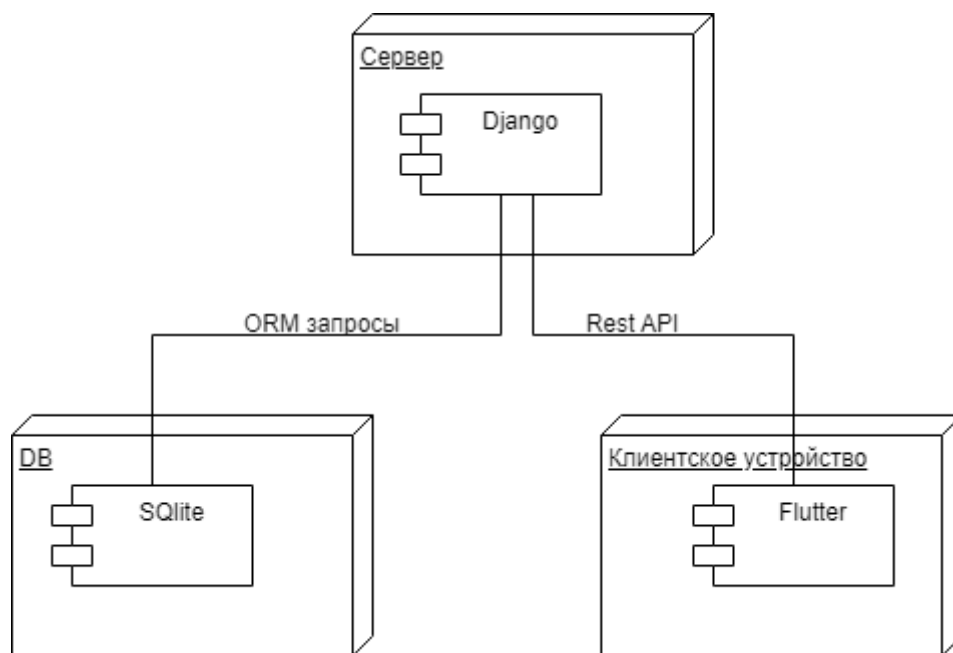 Сервер
Django
ORM запросы
Rest API
DB
SQlite
Клиентское устройство
Flutter